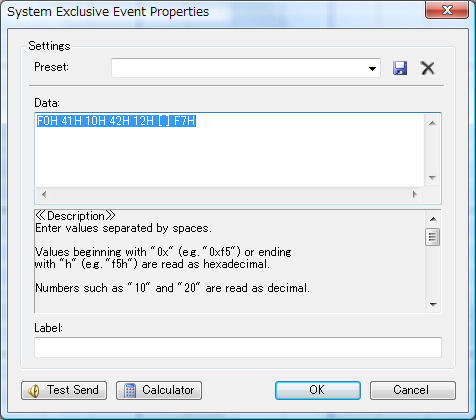 System Exclusive Event Properties
Settings
Preset:
Data:
F0H 41H 10H 42H 12H [ ] F7H
≪Description≫
Enter values separated by spaces.
Values beginning with "0x" (e.g. "0xf5") or ending
with "h" (e.g. "f5h") are read as hexadecimal.
Numbers such as "10" and "20" are read as decimal.
Label:
Test Send Calculator OK Cancel